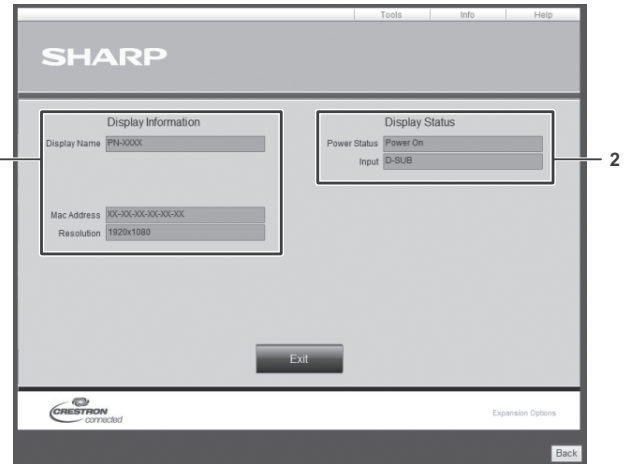 Tools Info Help
SHARP
Display Information
Display Name PN-XXXX
Mac Address XX-XX-XX-XX-XX-XX
Resolution 1920x1080
Display Status
Power Status Power On
Input D-SUB
2
Exit
CRESTRON
connected
Expansion Options
Back